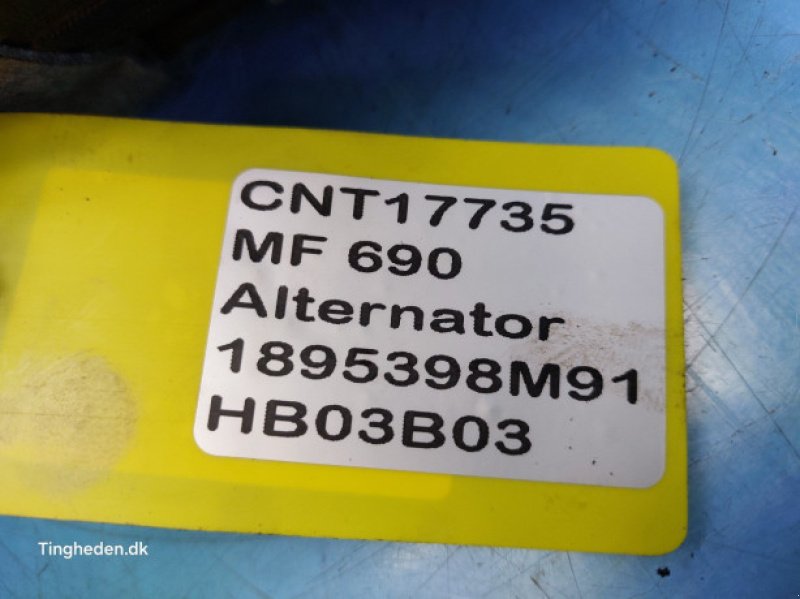 CNT17735
MF 690
Alternator
1895398M91
HB03B03
Tingheden.dk